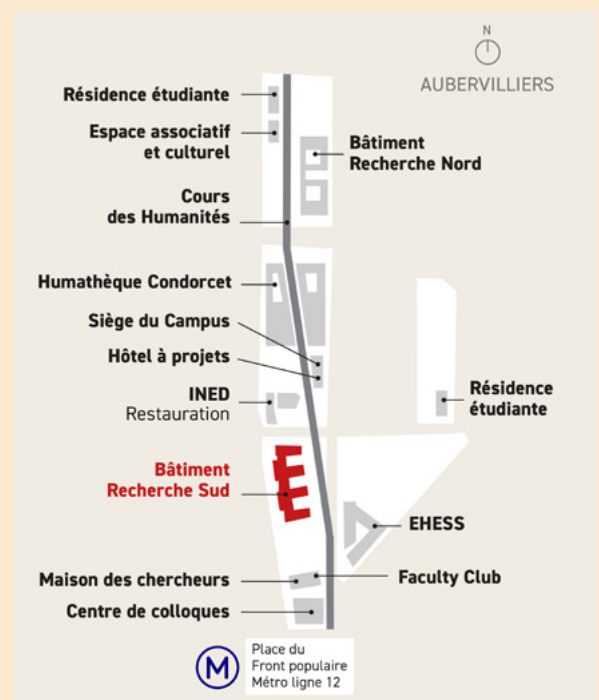 N
AUBERVILLIERS
Résidence étudiante
Espace associatif
et culturel
Bâtiment
Recherche Nord
Cours
des Humanités
Humathèque Condorcet
Siège du Campus
Hôtel à projets
INED
Restauration
Résidence
étudiante
Bâtiment
Recherche Sud
EHESS
Maison des chercheurs
Faculty Club
Centre de colloques
M
Place du
Front populaire
Métro ligne 12